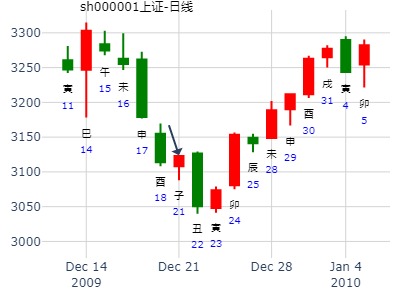 sh000001上证-日线
3300
3250
3200
3150
3100
3050
3000
寅
11
巳
14
午
15
未
16
申
17
酉
18
子
21
丑
22
寅
23
卯
24
辰
25
未
28
申
29
酉
30
戌
31
寅
4
卯
5
Dec 14
2009
Dec 21
Dec 28
Jan 4
2010